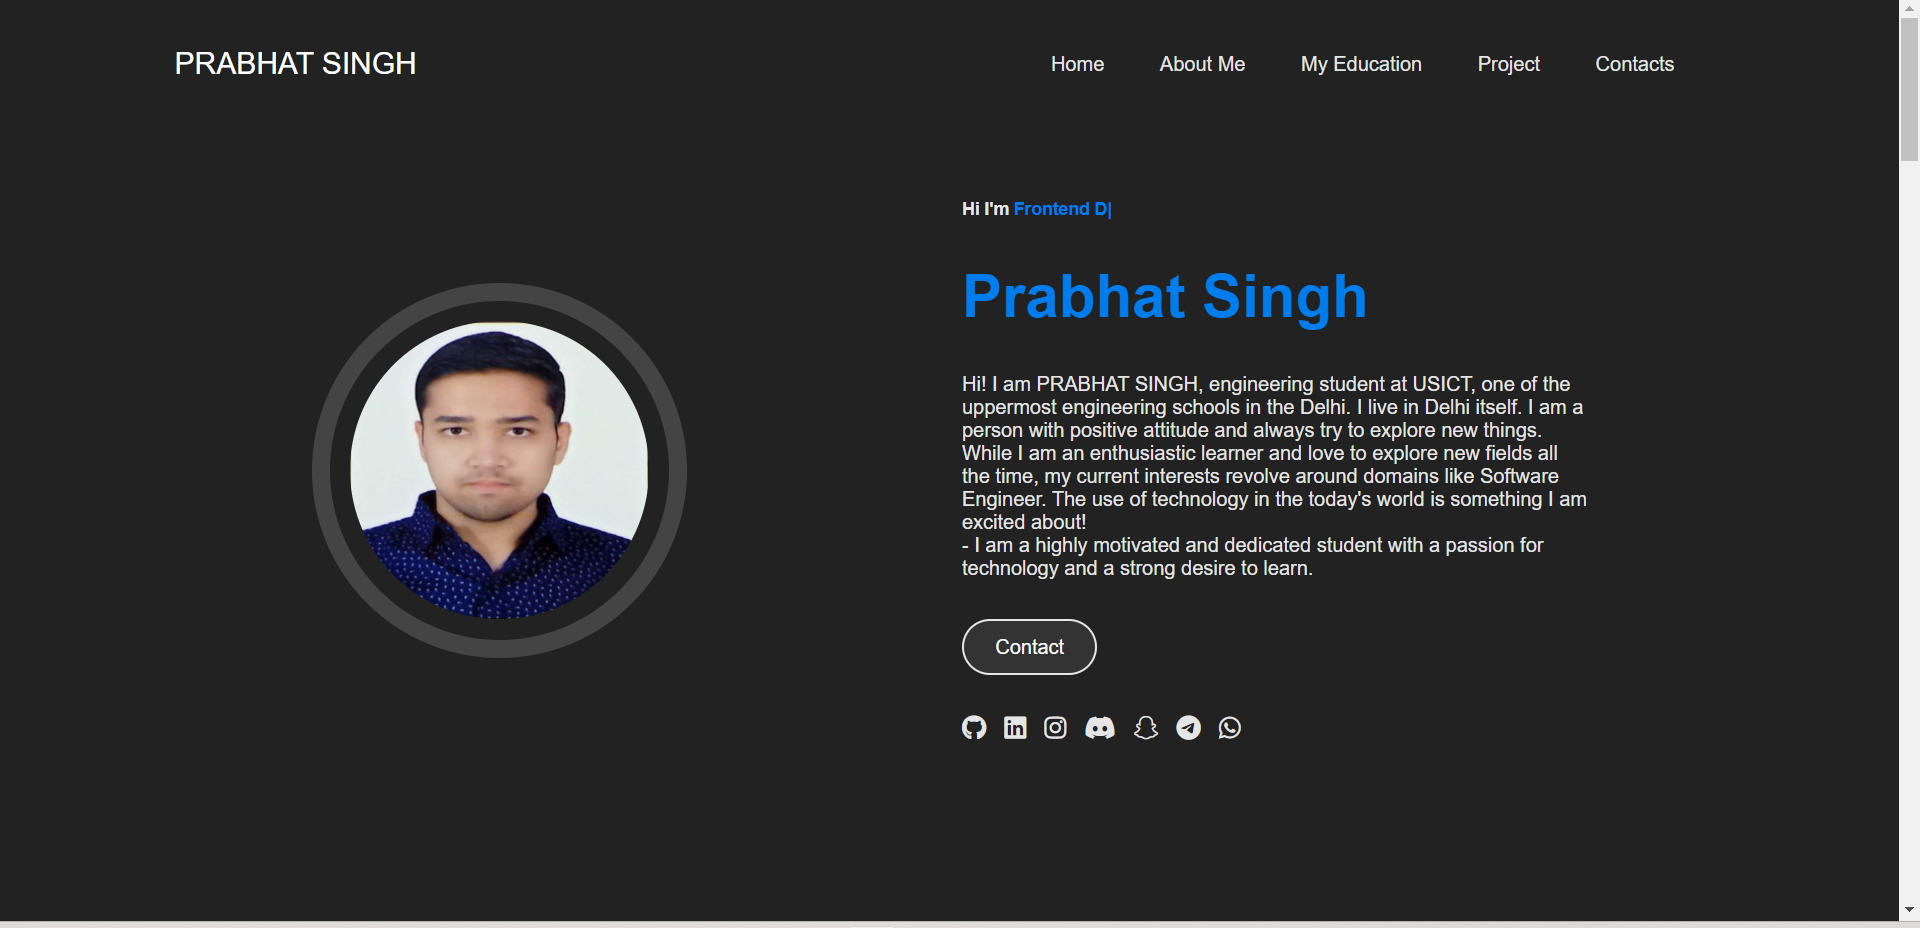 PRABHAT SINGH
Home
About Me
My Education
Project
Contacts
Hi I'm Frontend D|
Prabhat Singh
Hi! I am PRABHAT SINGH, engineering student at USICT, one of the
uppermost engineering schools in the Delhi. I live in Delhi itself. I am a
person with positive attitude and always try to explore new things.
While I am an enthusiastic learner and love to explore new fields all
the time, my current interests revolve around domains like Software
Engineer. The use of technology in the today's world is something I am
excited about!
- I am a highly motivated and dedicated student with a passion for
technology and a strong desire to learn.
Contact